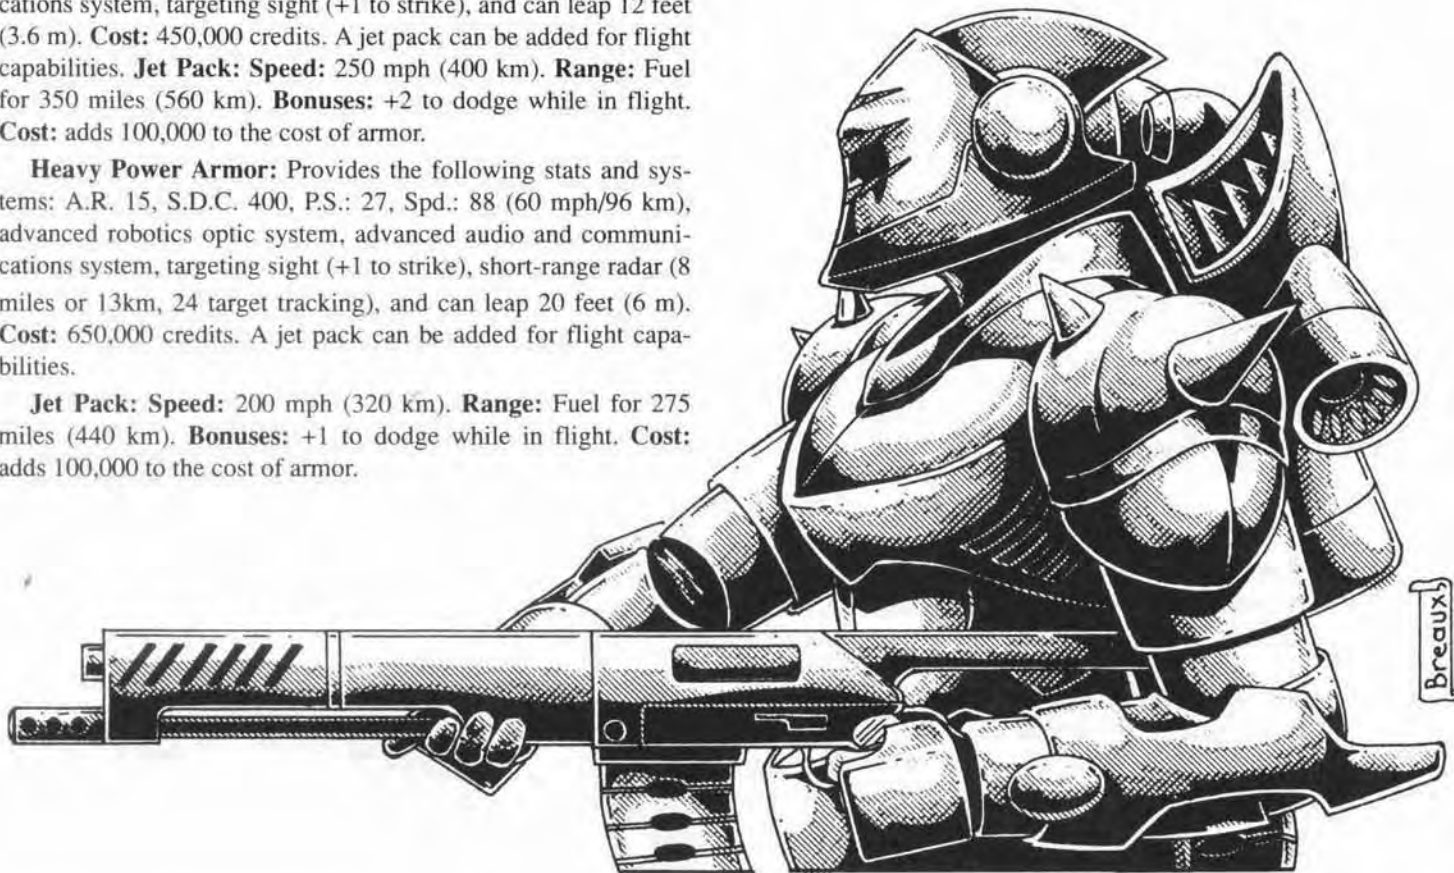 cations system, targeting sight (+1 to strike), and can leap 12 feet
(3.6 m). Cost: 450,000 credits. A jet pack can be added for flight
capabilities. Jet Pack: Speed: 250 mph (400 km). Range: Fuel
for 350 miles (560 km). Bonuses: +2 to dodge while in flight.
Cost: adds 100,000 to the cost of armor.
Heavy Power Armor: Provides the following stats and sys-
tems: A.R. 15, S.D.C. 400, P.S.: 27, Spd.: 88 (60 mph/96 km),
advanced robotics optic system, advanced audio and communi-
cations system, targeting sight (+1 to strike), short-range radar (8
miles or 13km, 24 target tracking), and can leap 20 feet (6 m).
Cost: 650,000 credits. A jet pack can be added for flight capa-
bilities.
Jet Pack: Speed: 200 mph (320 km). Range: Fuel for 275
miles (440 km). Bonuses: +1 to dodge while in flight. Cost:
adds 100,000 to the cost of armor.
Breaux